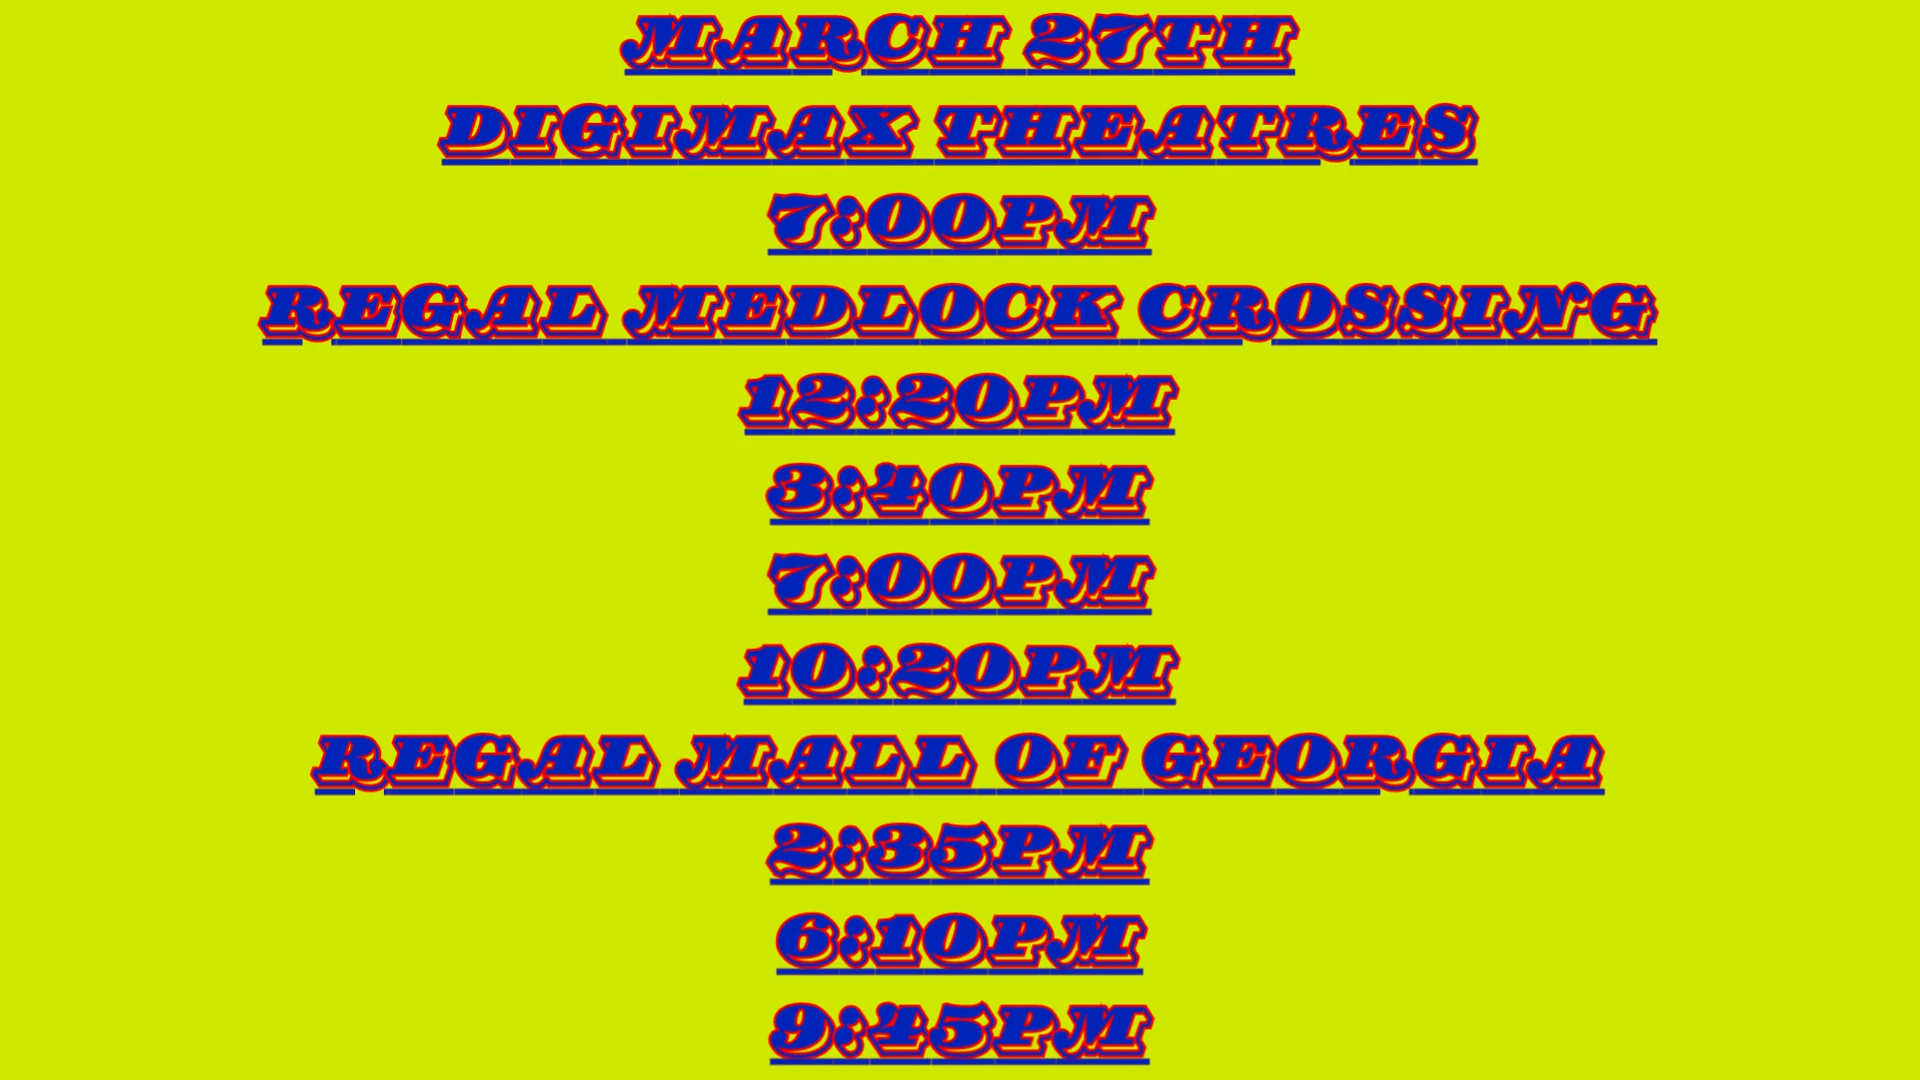 MARCH 27TH
DIGIMAX THEATRES
7:00PM
REGAL MEDLOCK CROSSING
12:20PM
3:40PM
7:00PM
10:20PM
REGAL MALL OF GEORGIA
2:35PM
6:10PM
9:45PM